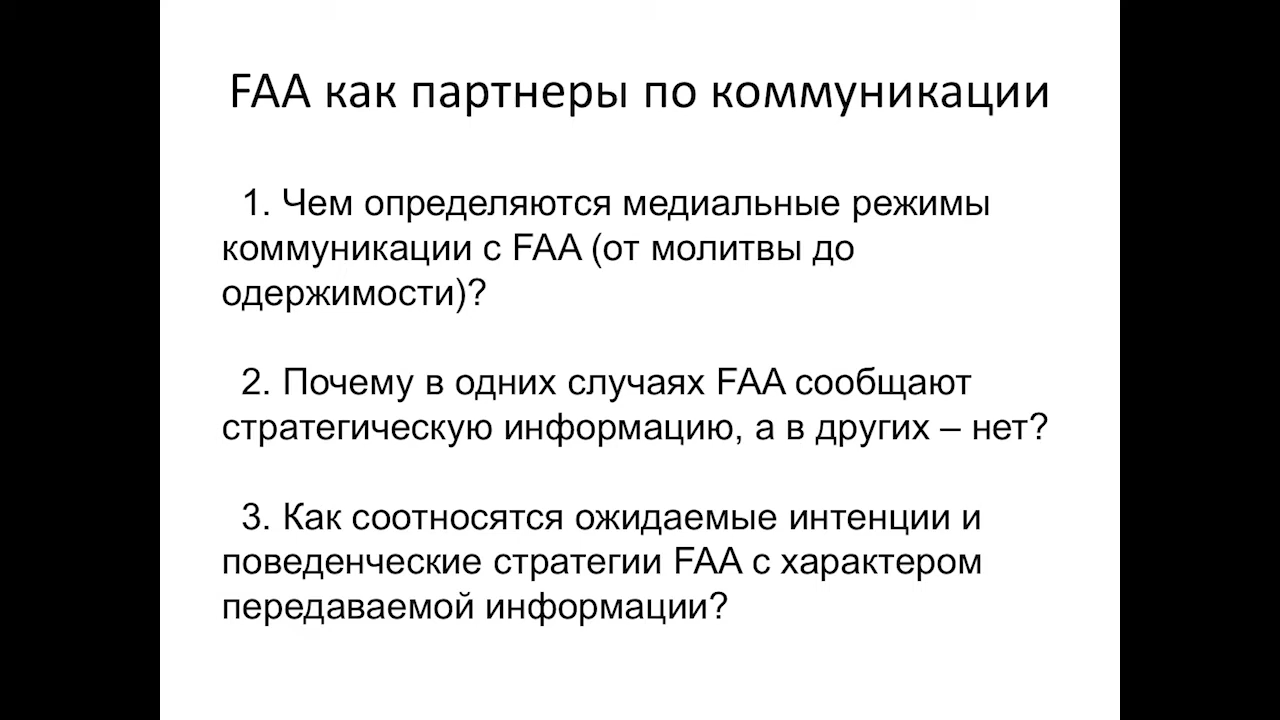 FAA как партнеры по коммуникации
1. Чем определяются медиальные режимы
коммуникации с FAA (от молитвы до
одержимости)?
2. Почему в одних случаях FAA сообщают
стратегическую информацию, а в других – нет?
3. Как соотносятся ожидаемые интенции и
поведенческие стратегии FAA с характером
передаваемой информации?